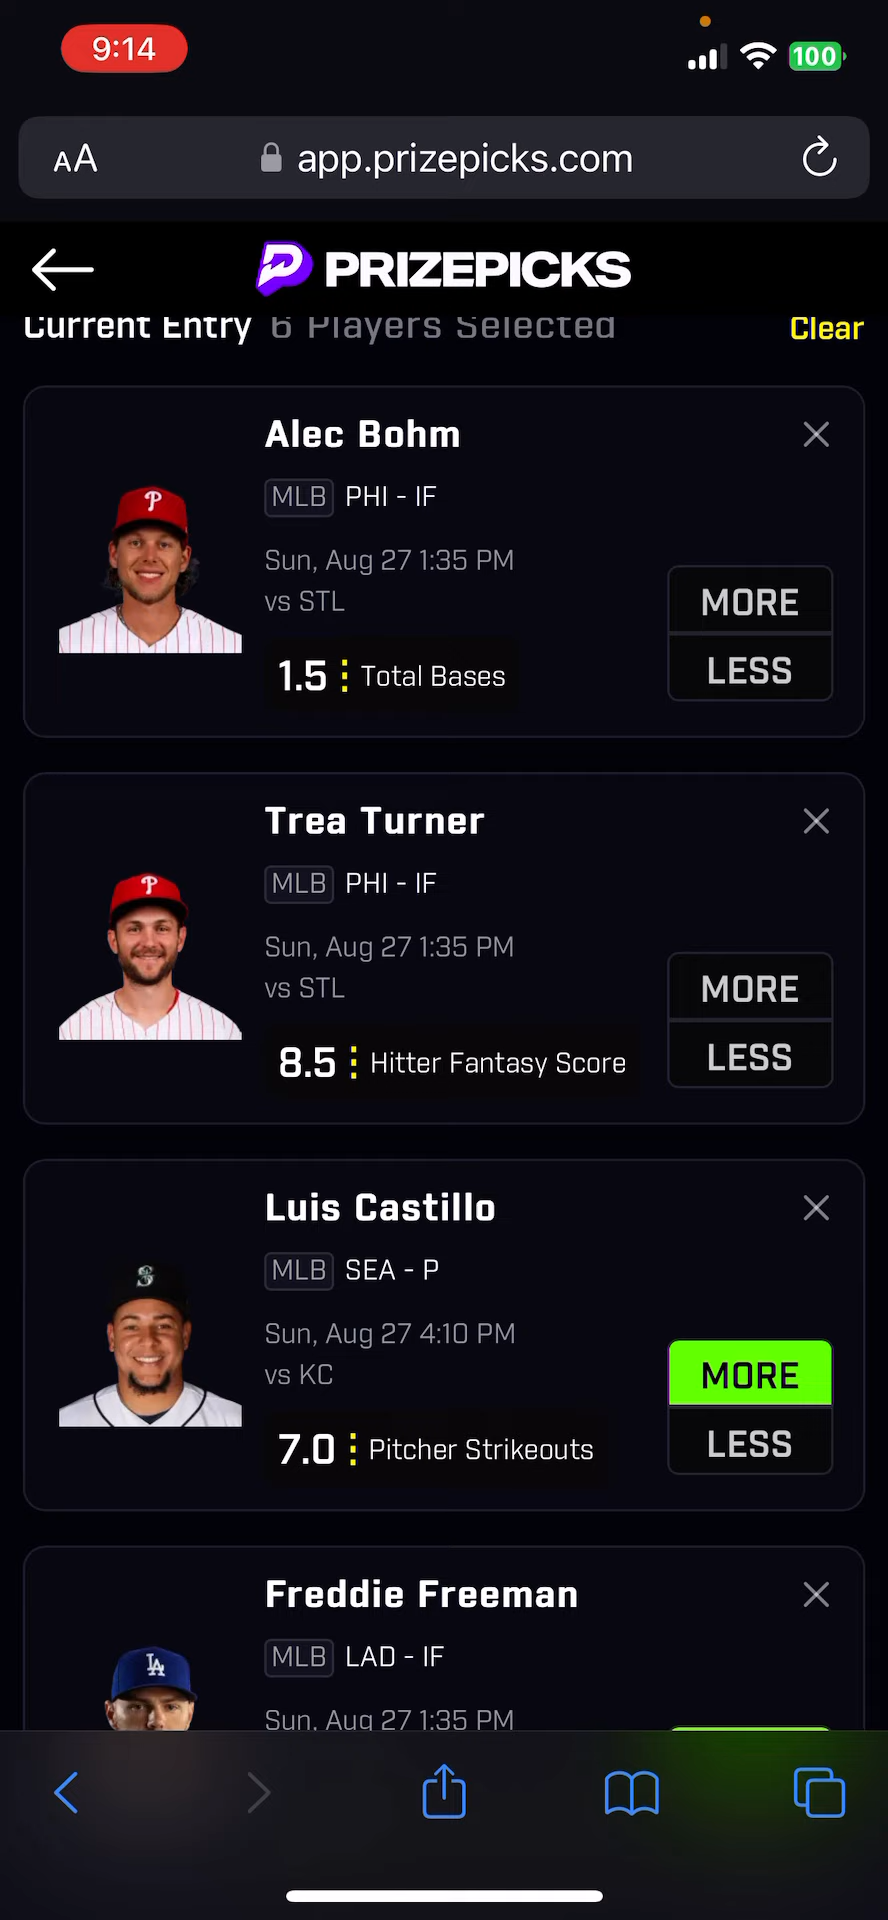 9:14
100
AA
app.prizepicks.com
PRIZEPICKS
Current Entry 6 Players Selected
Clear
Alec Bohm
MLB PHI - IF
Sun, Aug 27 1:35 PM
vs STL
MORE
1.5 Total Bases
LESS
Trea Turner
MLB PHI - IF
Sun, Aug 27 1:35 PM
vs STL
MORE
8.5 Hitter Fantasy Score
LESS
Luis Castillo
MLB SEA - P
Sun, Aug 27 4:10 PM
vs KC
MORE
7.0 Pitcher Strikeouts
LESS
Freddie Freeman
MLB LAD - IF
Sun, Aug 27 1:35 PM